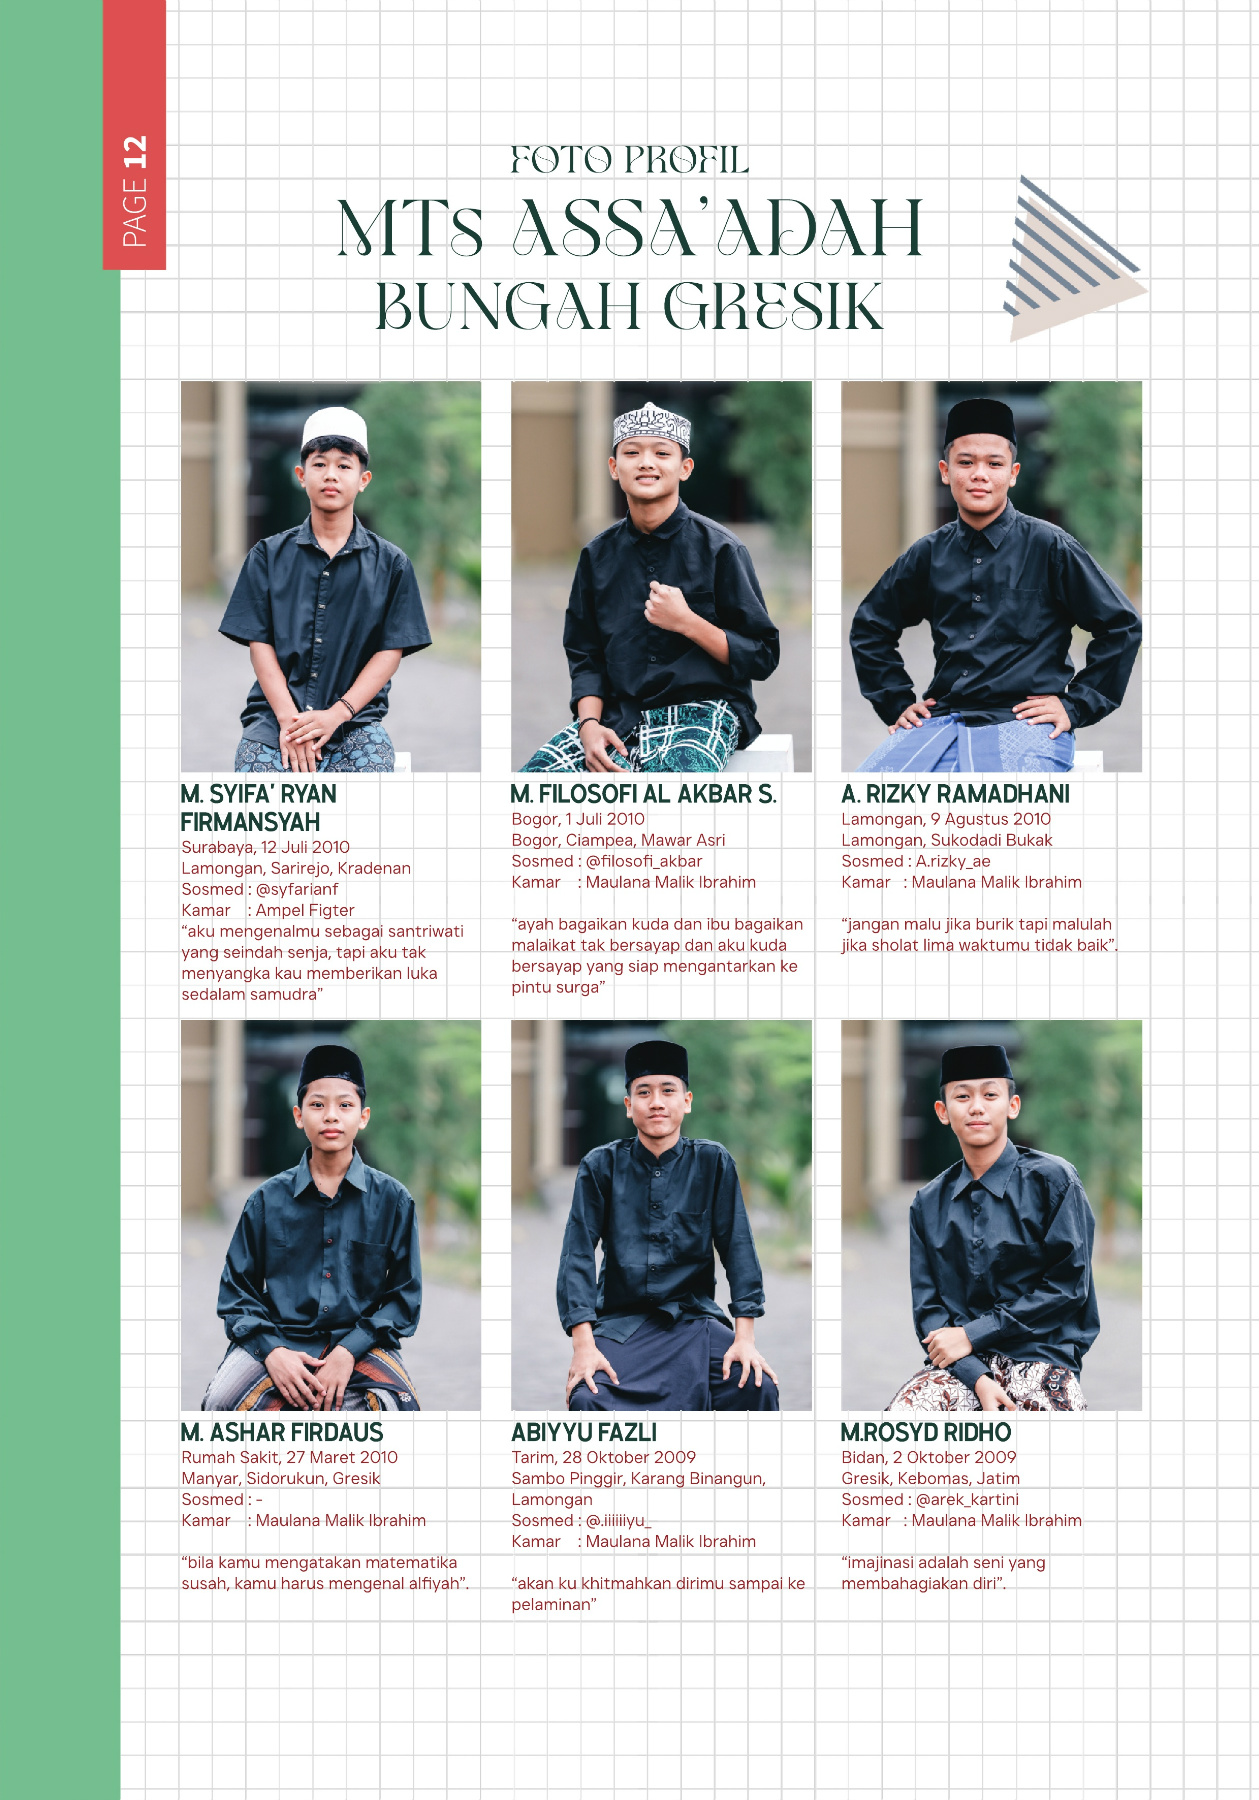 PAGE 12
FOTO PROFIL
MTs ASSA'ADAH
BUNGAH GRESIK
M. SYIFA' RYAN
FIRMANSYAH
Surabaya, 12 Juli 2010
Lamongan, Sarirejo, Kradenan
Sosmed : @syfarianf
Kamar : Ampel Figter
“aku mengenalmu sebagai santriwati
yang seindah senja, tapi aku tak
menyangka kau memberikan luka
sedalam samudra”
M. FILOSOFI AL AKBAR S.
Bogor, 1 Juli 2010
Bogor, Ciampea, Mawar Asri
Sosmed : @filosofi_akbar
Kamar : Maulana Malik Ibrahim
“ayah bagaikan kuda dan ibu bagaikan
malaikat tak bersayap dan aku kuda
bersayap yang siap mengantarkan ke
pintu surga”
A. RIZKY RAMADHANI
Lamongan, 9 Agustus 2010
Lamongan, Sukodadi Bukak
Sosmed : A.rizky_ae
Kamar : Maulana Malik Ibrahim
“jangan malu jika burik tapi malulah
jika sholat lima waktumu tidak baik”.
M. ASHAR FIRDAUS
Rumah Sakit, 27 Maret 2010
Manyar, Sidorukun, Gresik
Sosmed : -
Kamar : Maulana Malik Ibrahim
“bila kamu mengatakan matematika
susah, kamu harus mengenal alfiyah”.
ABIYYU FAZLI
Tarim, 28 Oktober 2009
Sambo Pinggir, Karang Binangun,
Lamongan
Sosmed : @.iiiiiiyu_
Kamar : Maulana Malik Ibrahim
“akan ku khitmahkan dirimu sampai ke
pelaminan”
M.ROSYD RIDHO
Bidan, 2 Oktober 2009
Gresik, Kebomas, Jatim
Sosmed : @arek_kartini
Kamar : Maulana Malik Ibrahim
“imajinasi adalah seni yang
membahagiakan diri”.